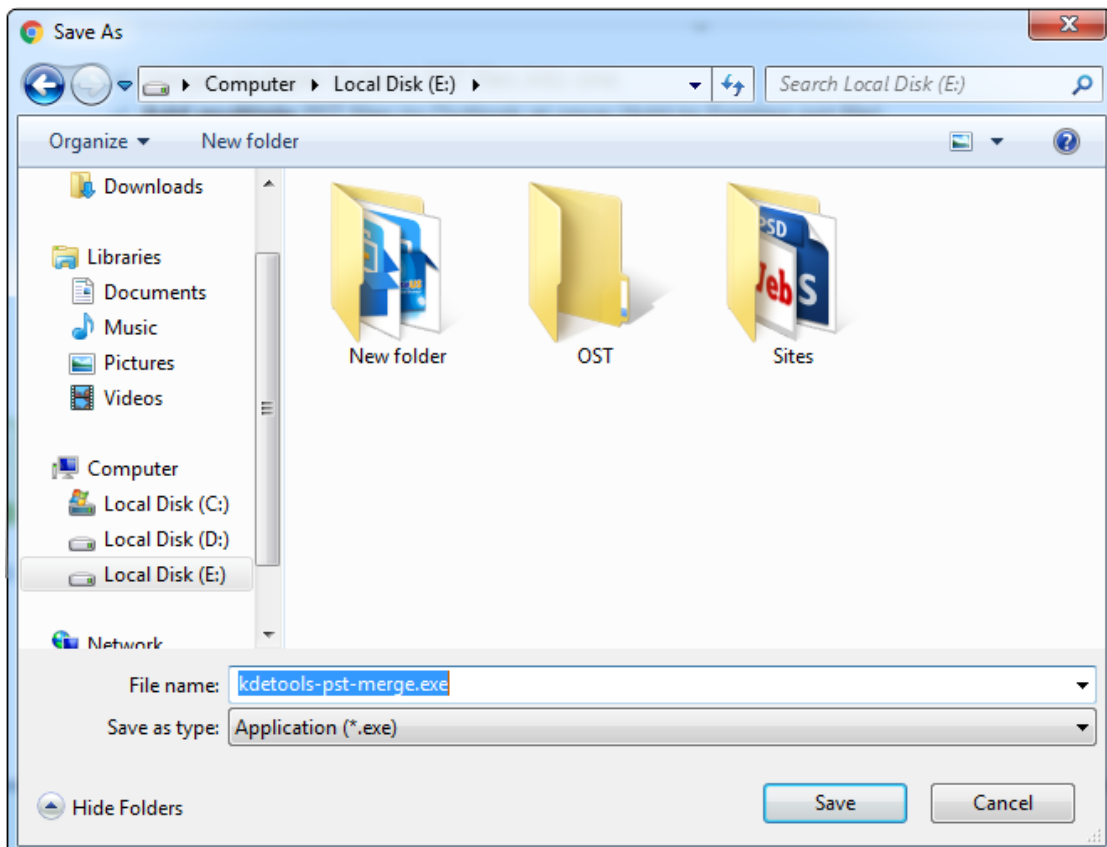 Save As
Computer Local Disk (E:) Search Local Disk (E:)
Organize New folder
Downloads
Libraries
Documents
Music
Pictures
Videos
Computer
Local Disk (C:)
Local Disk (D:)
Local Disk (E:)
Network
New folder OST Sites
PSD
Web S
File name: kdetools-pst-merge.exe
Save as type: Application (*.exe)
Hide Folders Save Cancel